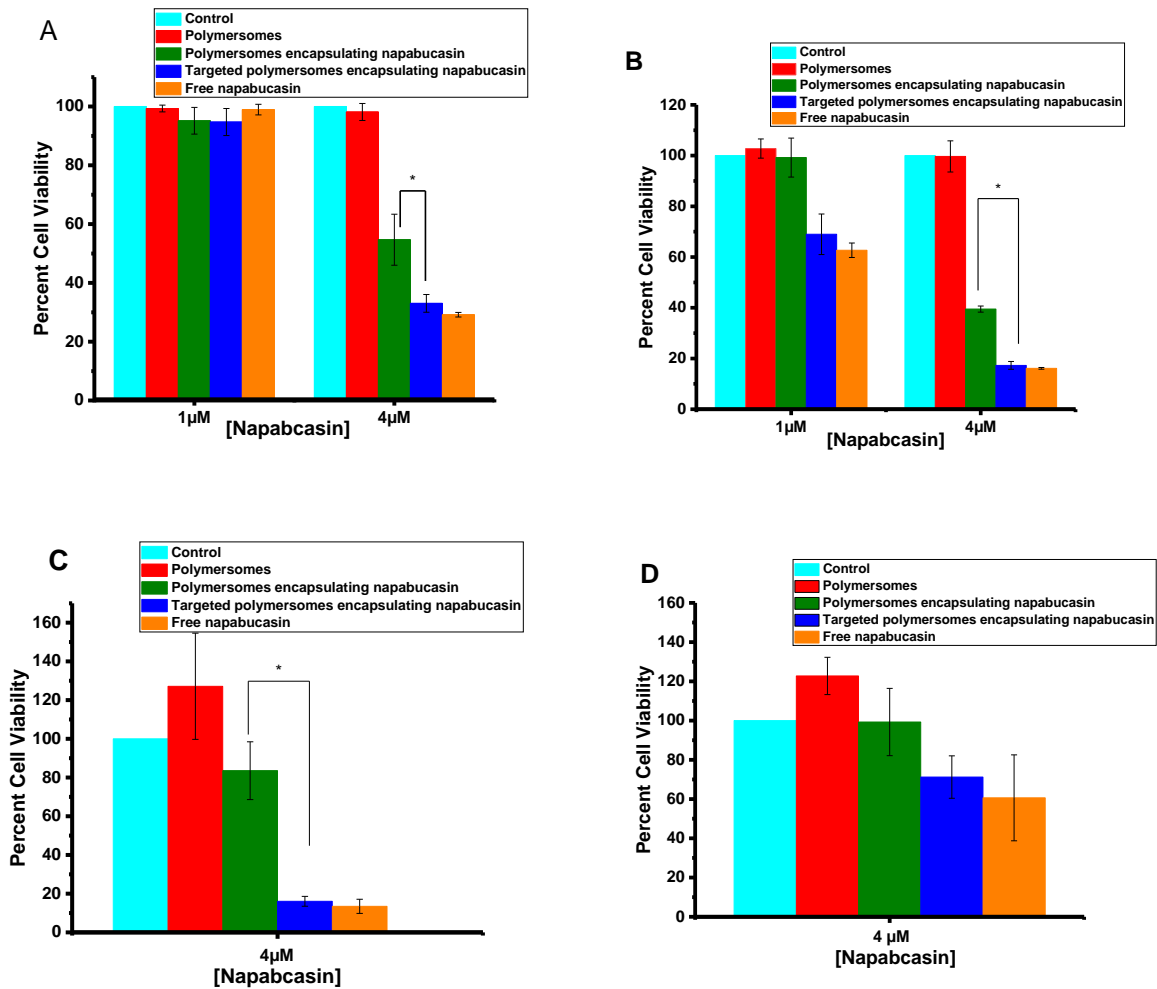 A
Control
Polymersomes
Polymersomes encapsulating napabucasin
Targeted polymersomes encapsulating napabucasin
Free napabucasin
100
80
60
40
20
0
*
Percent Cell Viability
1µM
4µM
[Napabcasin]
B
Control
Polymersomes
Polymersomes encapsulating napabucasin
Targeted polymersomes encapsulating napabucasin
Free napabucasin
120
100
80
60
40
20
0
*
Percent Cell Viability
1µM
4µM
[Napabcasin]
C
Control
Polymersomes
Polymersomes encapsulating napabucasin
Targeted polymersomes encapsulating napabucasin
Free napabucasin
160
140
120
100
80
60
40
20
0
*
Percent Cell Viability
4µM
[Napabcasin]
D
Control
Polymersomes
Polymersomes encapsulating napabucasin
Targeted polymersomes encapsulating napabucasin
Free napabucasin
160
140
120
100
80
60
40
20
0
Percent Cell Viability
4 µM
[Napabcasin]